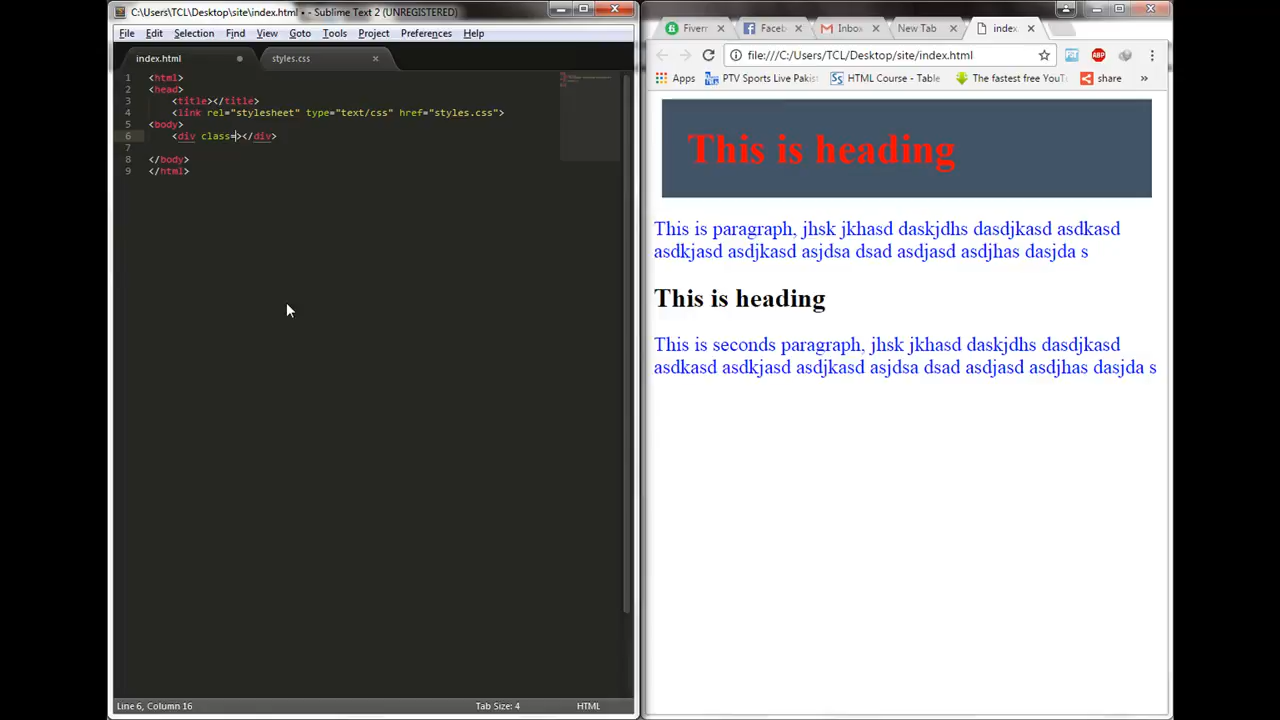 C:\Users\TCL\Desktop\site\index.html • - Sublime Text 2 (UNREGISTERED)
File Edit Selection Find View Goto Tools Project Preferences Help
index.html
styles.css
1 <html>
2 <head>
3 <title></title>
4 <link rel="stylesheet" type="text/css" href="styles.css">
5 <body>
6 <div class=></div>
7
8 </body>
9 </html>
Line 6, Column 16
Tab Size: 4
HTML
Fiverr
Faceb
Inbox
New Tab
index.
file:///C:/Users/TCL/Desktop/site/index.html
ABP
Apps
PTV Sports Live Pakis
HTML Course - Table
The fastest free YouT
share
»
This is heading
This is paragraph, jhsk jkhasd daskjdhs dasdjkasd asdkasd
asdkjasd asdjkasd asjdsa dsad asdjasd asdjhas dasjda s
This is heading
This is seconds paragraph, jhsk jkhasd daskjdhs dasdjkasd
asdkasd asdkjasd asdjkasd asjdsa dsad asdjasd asdjhas dasjda s